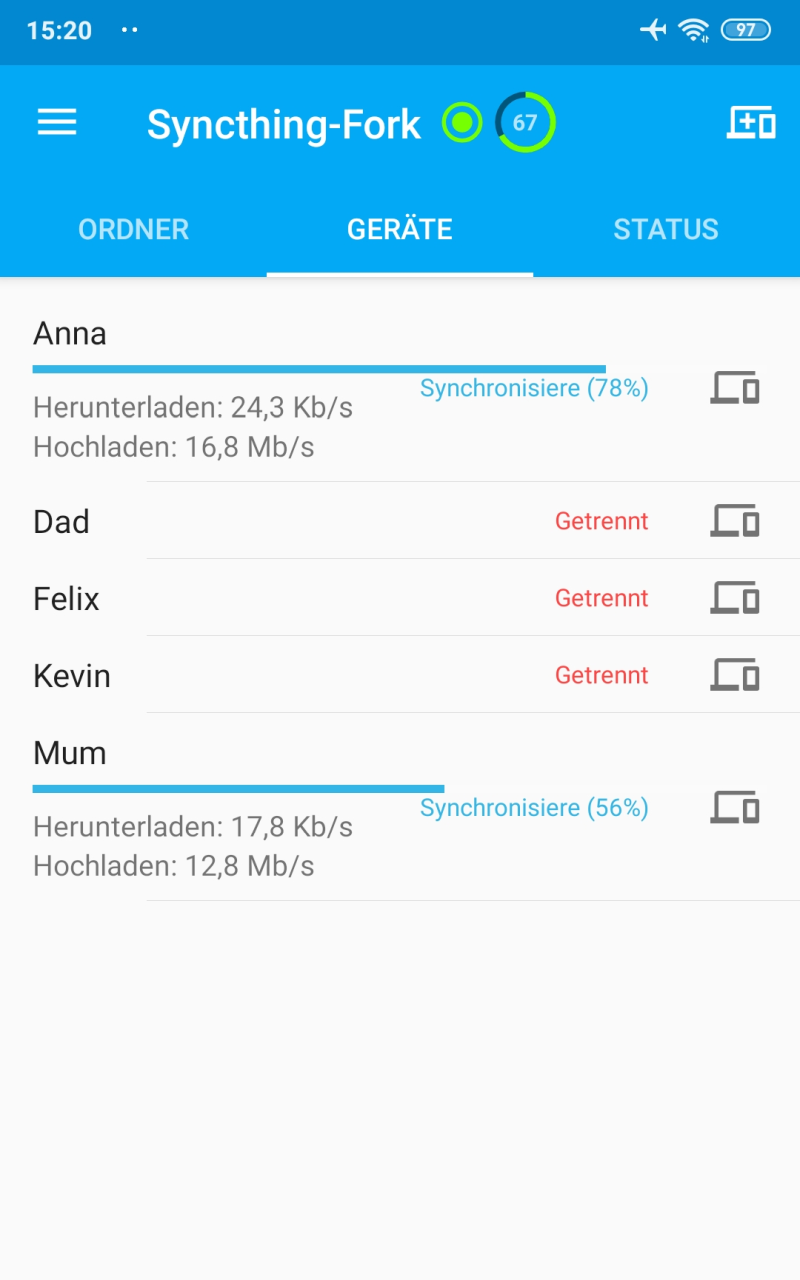 15:20
97
Syncthing-Fork
67
ORDNER
GERÄTE
STATUS
Anna
Synchronisiere (78%)
Herunterladen: 24,3 Kb/s
Hochladen: 16,8 Mb/s
Dad
Getrennt
Felix
Getrennt
Kevin
Getrennt
Mum
Synchronisiere (56%)
Herunterladen: 17,8 Kb/s
Hochladen: 12,8 Mb/s